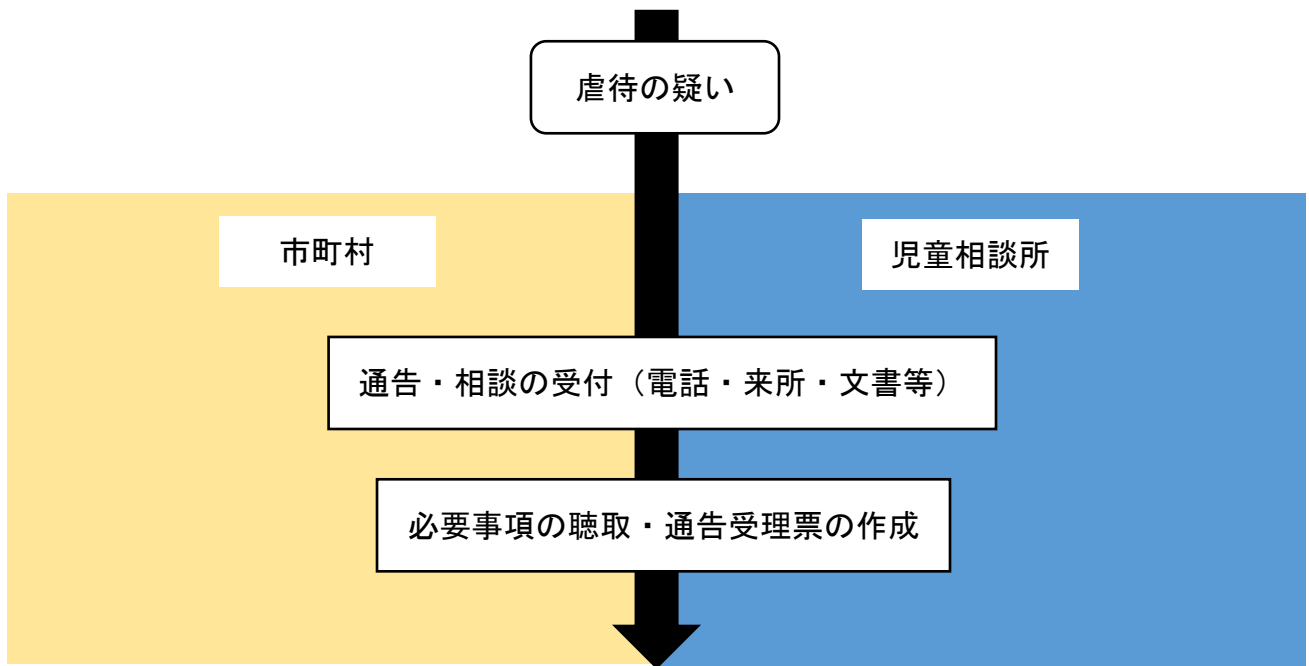 虐待の疑い
市町村
児童相談所
通告・相談の受付（電話・来所・文書等）
必要事項の聴取・通告受理票の作成